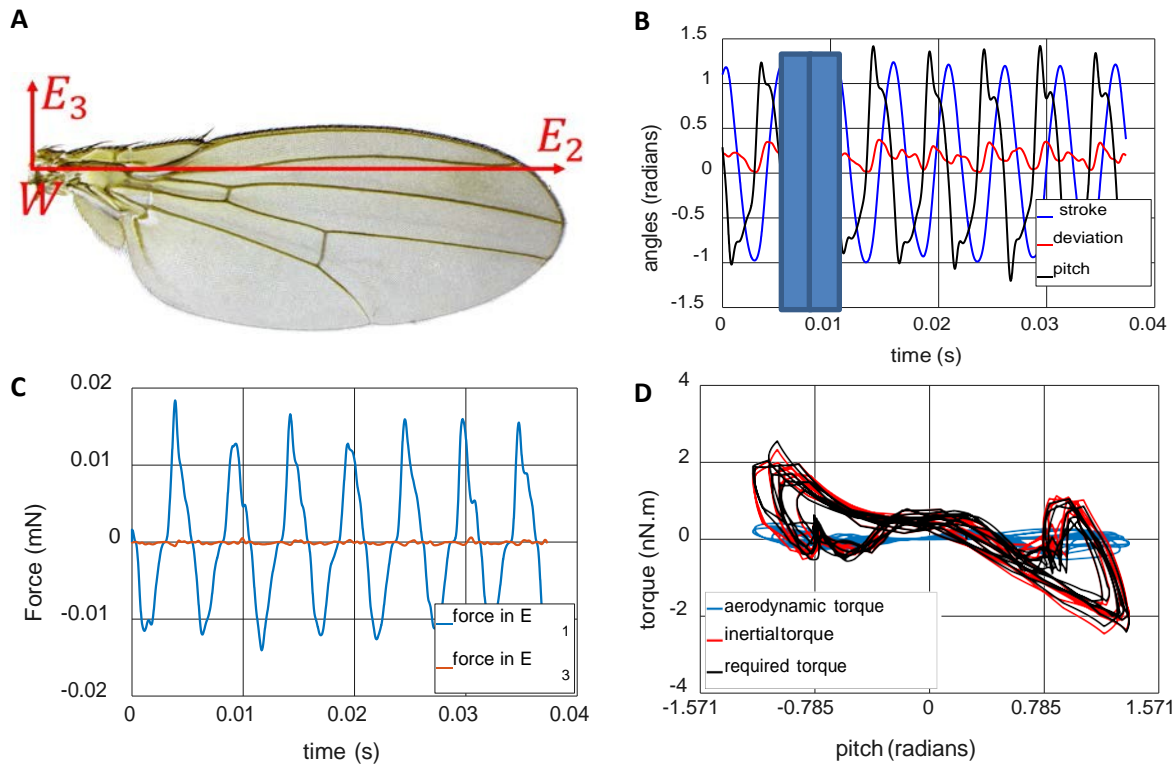 A
E3
E2
W
B
angles (radians)
1.5
1
0.5
0
-0.5
-1
-1.5
stroke
deviation
pitch
0
0.01
0.02
0.03
0.04
time (s)
C
Force (mN)
0.02
0.01
0
-0.01
-0.02
force in E
1
force in E
3
0
0.01
0.02
0.03
0.04
time (s)
D
torque (nN.m)
4
2
0
-2
-4
aerodynamic torque
inertial torque
required torque
-1.571
-0.785
0
0.785
1.571
pitch (radians)